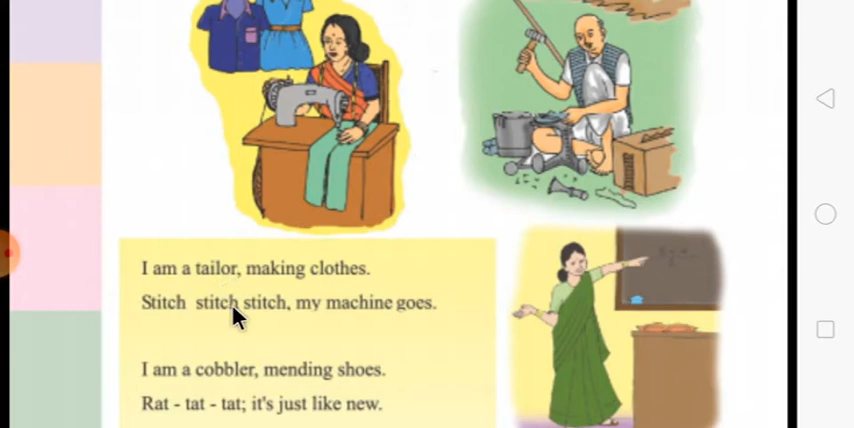 I am a tailor, making clothes.
Stitch stitch stitch, my machine goes.
I am a cobbler, mending shoes.
Rat - tat - tat; it's just like new.